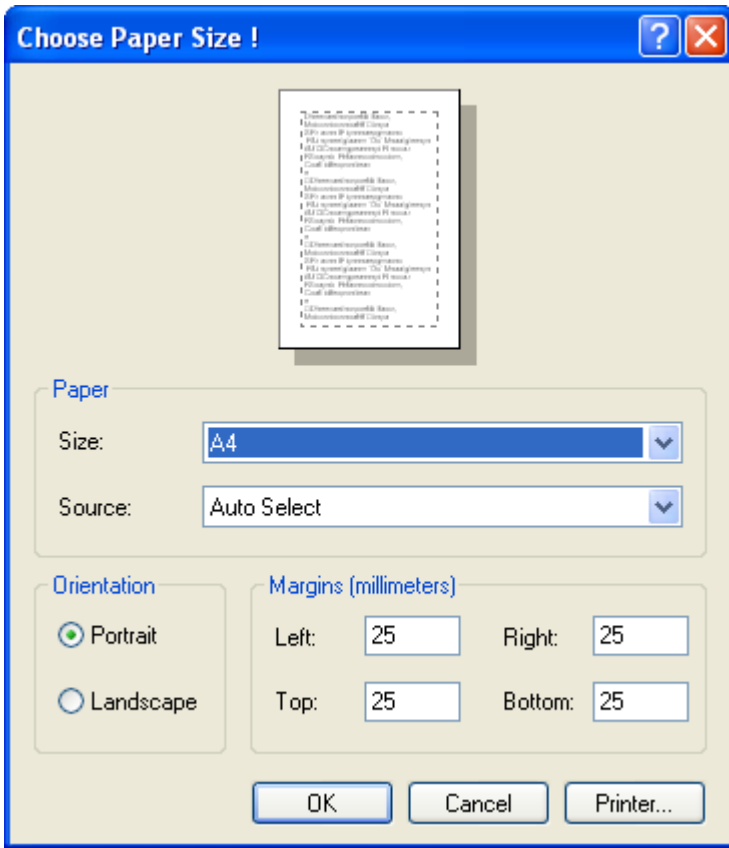 Choose Paper Size !
Paper
Size: A4
Source: Auto Select
Orientation
Portrait
Landscape
Margins (millimeters)
Left: 25 Right: 25
Top: 25 Bottom: 25
OK Cancel Printer...